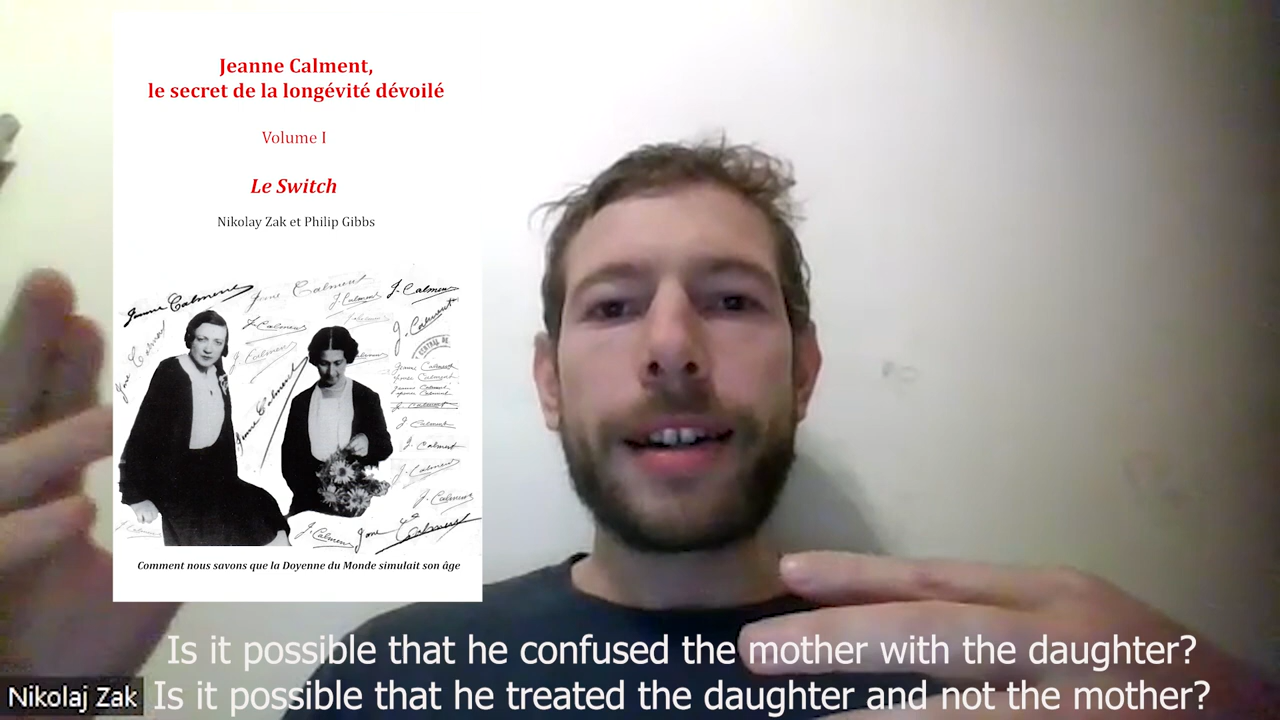 Jeanne Calment,
le secret de la longévité dévoilé
Volume I
Le Switch
Nikolay Zak et Philip Gibbs
Comment nous savons que la Doyenne du Monde simulait son âge
Is it possible that he confused the mother with the daughter?
Is it possible that he treated the daughter and not the mother?
Nikolaj Zak